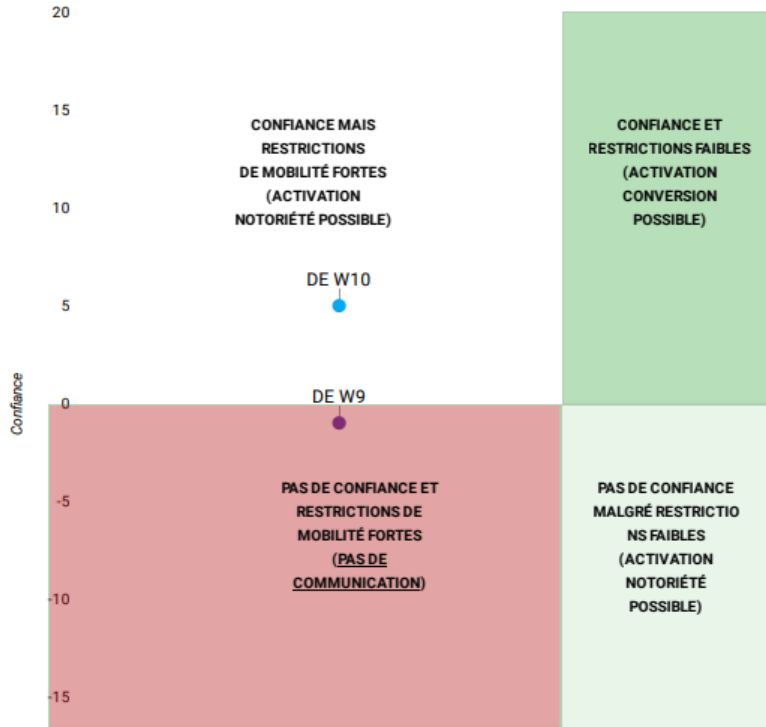 20
15
CONFIANCE MAIS
RESTRICTIONS
DE MOBILITÉ FORTES
(ACTIVATION
NOTORIÉTÉ POSSIBLE)
CONFIANCE ET
RESTRICTIONS FAIBLES
(ACTIVATION
CONVERSION
POSSIBLE)
10
DE W10
5
Confiance
DE W9
0
PAS DE CONFIANCE ET
RESTRICTIONS DE
MOBILITÉ FORTES
(PAS DE
COMMUNICATION)
PAS DE CONFIANCE
MALGRÉ RESTRICTIO
NS FAIBLES
(ACTIVATION
NOTORIÉTÉ
POSSIBLE)
-5
-10
-15